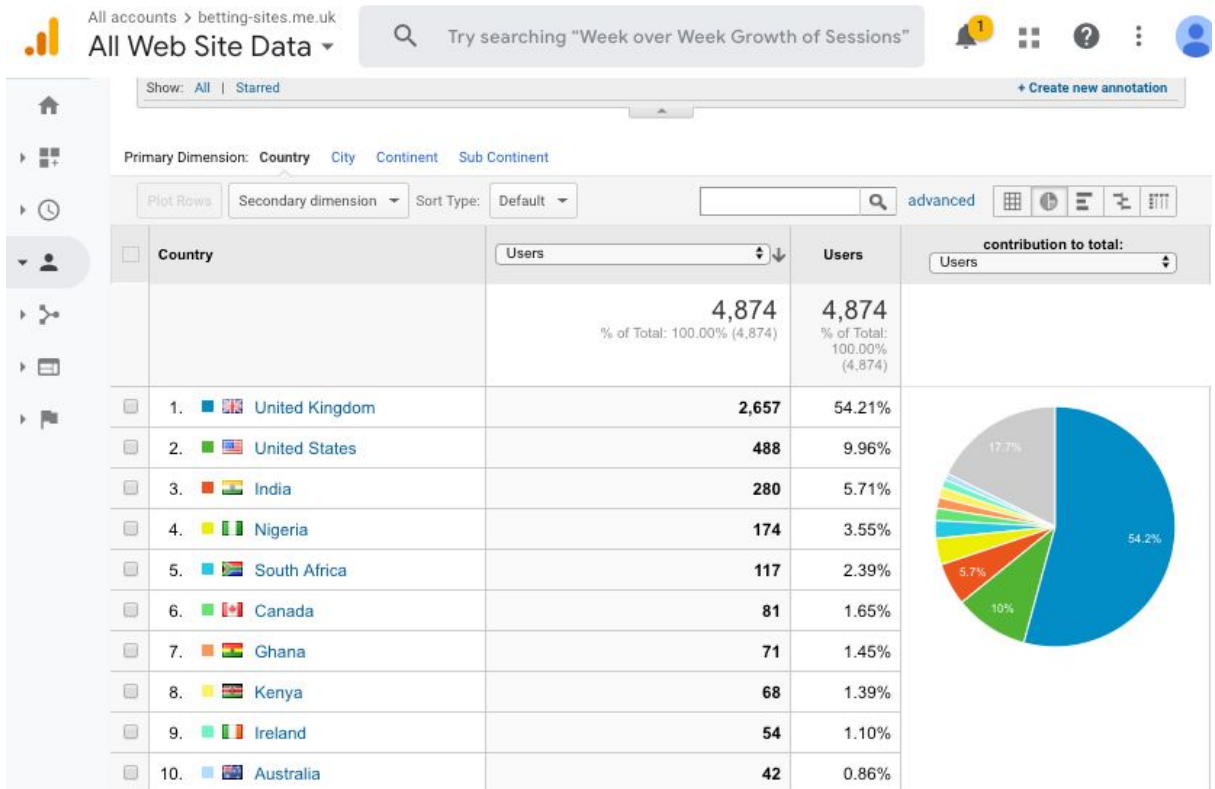 All accounts > betting-sites.me.uk
All Web Site Data
Try searching "Week over Week Growth of Sessions"
1
Show: All | Starred
+ Create new annotation
Primary Dimension: Country City Continent Sub Continent
Plot Rows Secondary dimension Sort Type: Default advanced
Country Users Users contribution to total:
Users
4,874 4,874
% of Total: 100.00% (4,874) % of Total:
100.00%
(4,874)
1. United Kingdom 2,657 54.21%
2. United States 488 9.96%
3. India 280 5.71%
4. Nigeria 174 3.55%
5. South Africa 117 2.39%
6. Canada 81 1.65%
7. Ghana 71 1.45%
8. Kenya 68 1.39%
9. Ireland 54 1.10%
10. Australia 42 0.86%
17.7%
54.2%
5.7%
10%